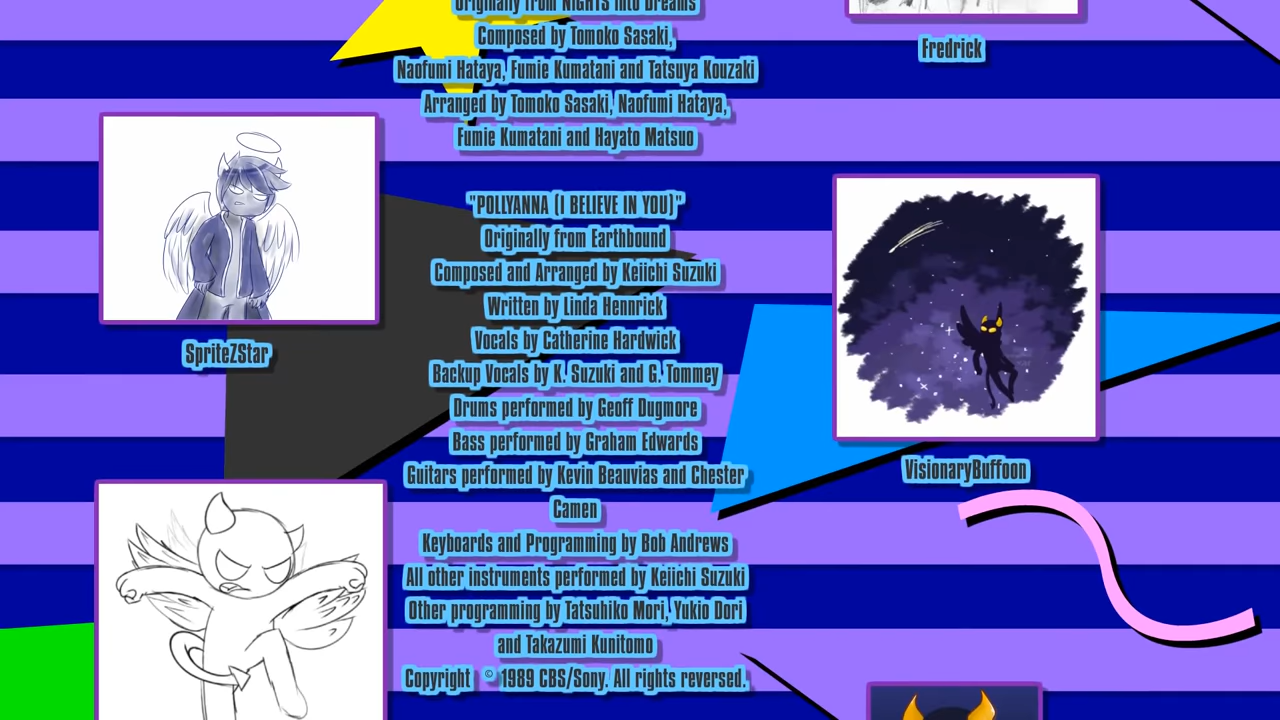 Originally from NiGHTS into Dreams
Composed by Tomoko Sasaki,
Naofumi Hataya, Fumie Kumatani and Tatsuya Kouzaki
Arranged by Tomoko Sasaki, Naofumi Hataya,
Fumie Kumatani and Hayato Matsuo
Fredrick
SpriteZStar
"POLLYANNA (I BELIEVE IN YOU)"
Originally from Earthbound
Composed and Arranged by Keiichi Suzuki
Written by Linda Hennrick
Vocals by Catherine Hardwick
Backup Vocals by K. Suzuki and G. Tommey
Drums performed by Geoff Dugmore
Bass performed by Graham Edwards
Guitars performed by Kevin Beauvias and Chester
Camen
Keyboards and Programming by Bob Andrews
All other instruments performed by Keiichi Suzuki
Other programming by Tatsuhiko Mori, Yukio Dori
and Takazumi Kunitomo
Copyright © 1989 CBS/Sony. All rights reversed.
VisionaryBuffoon